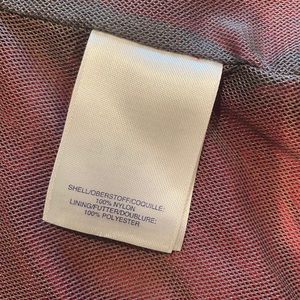 SHELL/OBERSTOFF/COQUILLE:
100% NYLON
LINING/FUTTER/DOUBLURE:
100% POLYESTER